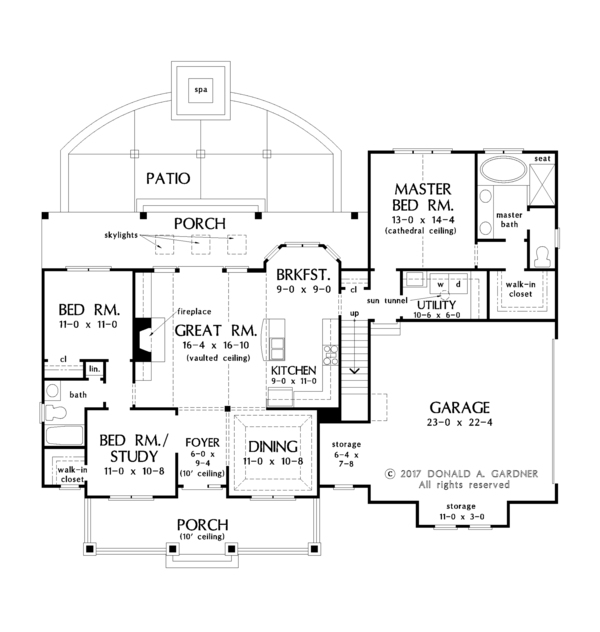 spa
PATIO
PORCH
skylights
MASTER
BED RM.
13-0 x 14-4
(cathedral ceiling)
seat
master
bath
walk-in
closet
BRKFST.
9-0 x 9-0
cl
sun tunnel
w d
UTILITY
10-6 x 6-0
up
BED RM.
11-0 x 11-0
fireplace
GREAT RM.
16-4 x 16-10
(vaulted ceiling)
KITCHEN
9-0 x 11-0
cl
lin.
bath
GARAGE
23-0 x 22-4
BED RM./
STUDY
11-0 x 10-8
FOYER
6-0 x
9-4
(10' ceiling)
DINING
11-0 x 10-8
storage
6-4 x
7-8
walk-in
closet
© 2017 DONALD A. GARDNER
All rights reserved
storage
11-0 x 3-0
PORCH
(10' ceiling)